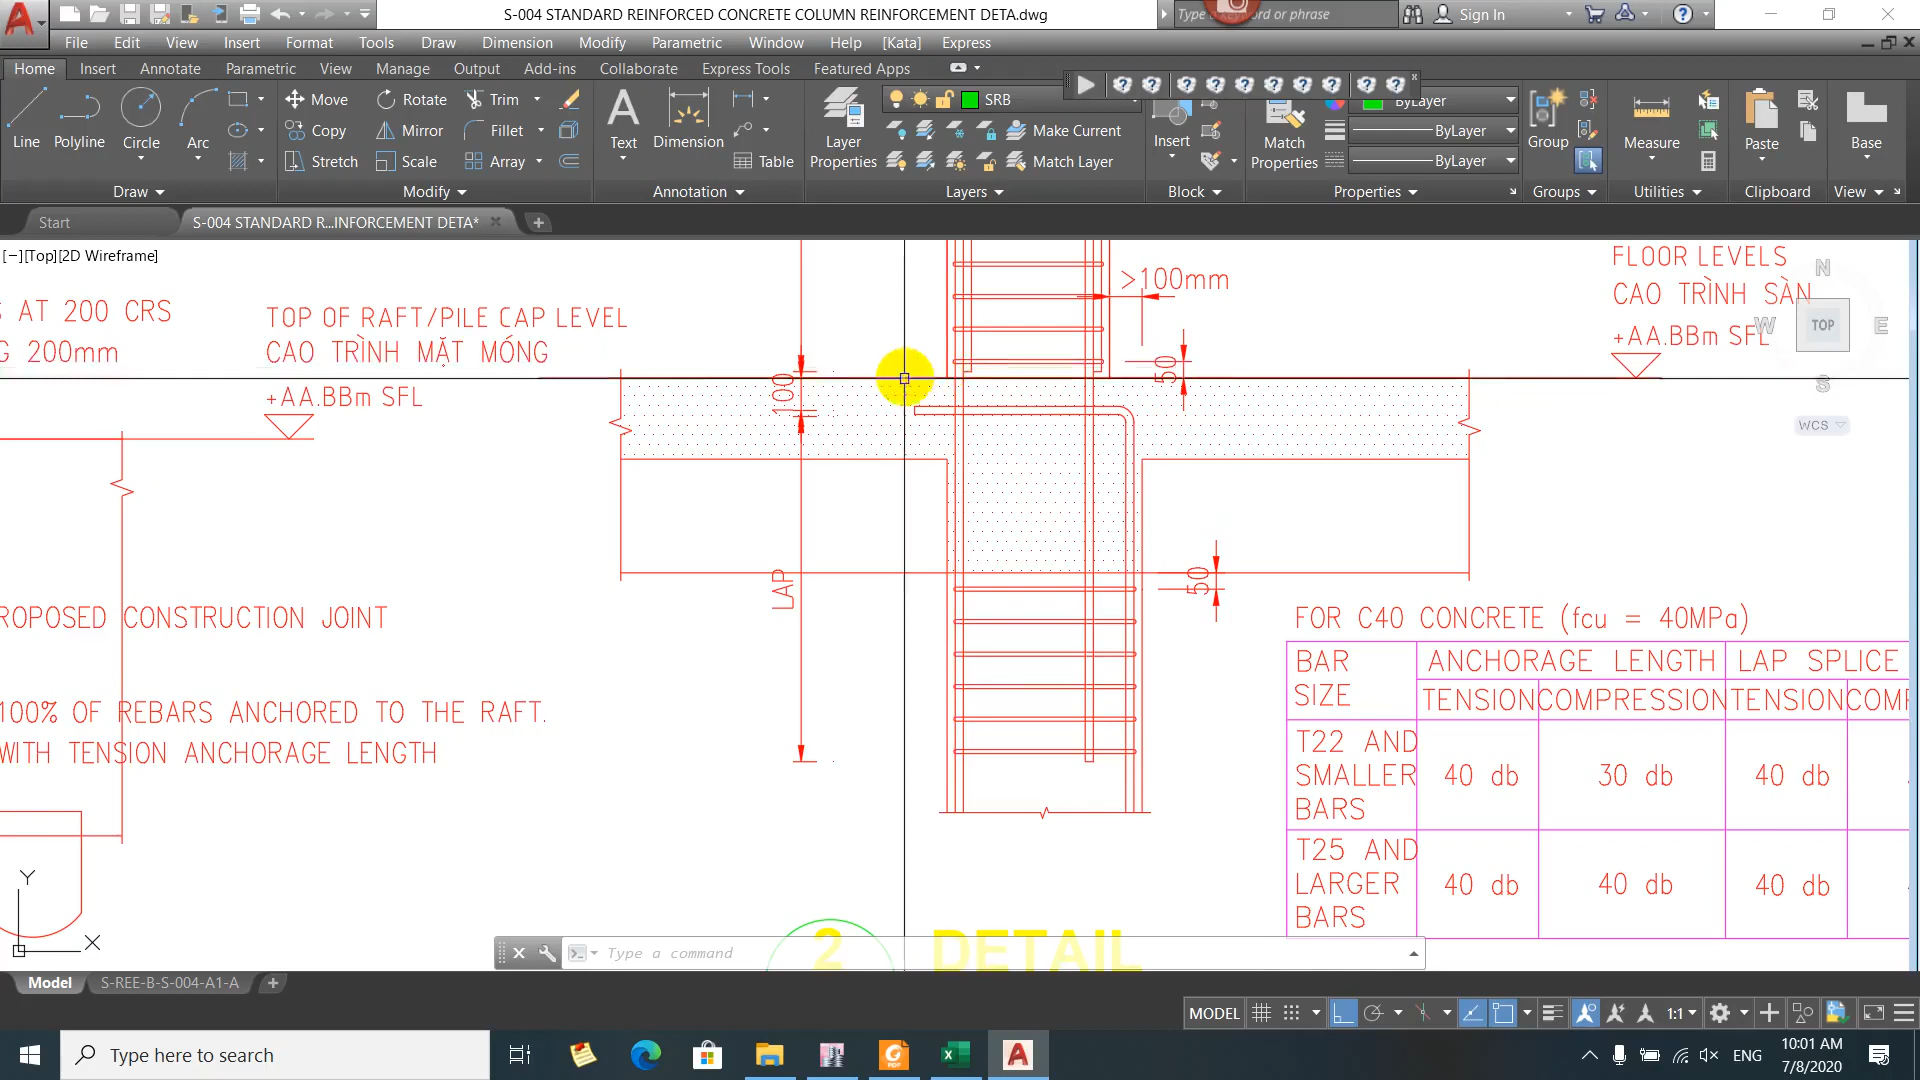 S-004 STANDARD REINFORCED CONCRETE COLUMN REINFORCEMENT DETA.dwg
Type a keyword or phrase
Sign In
File Edit View Insert Format Tools Draw Dimension Modify Parametric Window Help [Kata] Express
Home Insert Annotate Parametric View Manage Output Add-ins Collaborate Express Tools Featured Apps
Line
Polyline
Circle
Arc
Draw
Move
Rotate
Trim
Copy
Mirror
Fillet
Stretch
Scale
Array
Modify
Text
Dimension
Table
Annotation
Layer
Properties
SRB
Make Current
Match Layer
Layers
Insert
Block
Match
Properties
ByLayer
ByLayer
ByLayer
Properties
Group
Groups
Measure
Utilities
Paste
Clipboard
Base
View
Start
S-004 STANDARD R...INFORCEMENT DETA*
[−][Top][2D Wireframe]
S AT 200 CRS
G 200mm
TOP OF RAFT/PILE CAP LEVEL
CAO TRÌNH MẶT MÓNG
+AA.BBm SFL
>100mm
50
100
LAP
50
FLOOR LEVELS
CAO TRÌNH SÀN
+AA.BBm SFL
N
W
TOP
E
S
WCS
ROPOSED CONSTRUCTION JOINT
100% OF REBARS ANCHORED TO THE RAFT.
WITH TENSION ANCHORAGE LENGTH
FOR C40 CONCRETE (fcu = 40MPa)
BAR
SIZE
ANCHORAGE LENGTH
LAP SPLICE
TENSION
COMPRESSION
TENSION
COM
T22 AND
SMALLER
BARS
40 db
30 db
40 db
T25 AND
LARGER
BARS
40 db
40 db
40 db
Y
X
2 DETAIL
Type a command
Model
S-REE-B-S-004-A1-A
MODEL
1:1
Type here to search
ENG
10:01 AM
7/8/2020